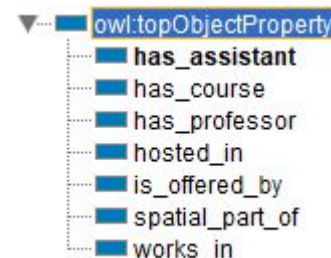 owl:topObjectProperty
has_assistant
has_course
has_professor
hosted_in
is_offered_by
spatial_part_of
works_in